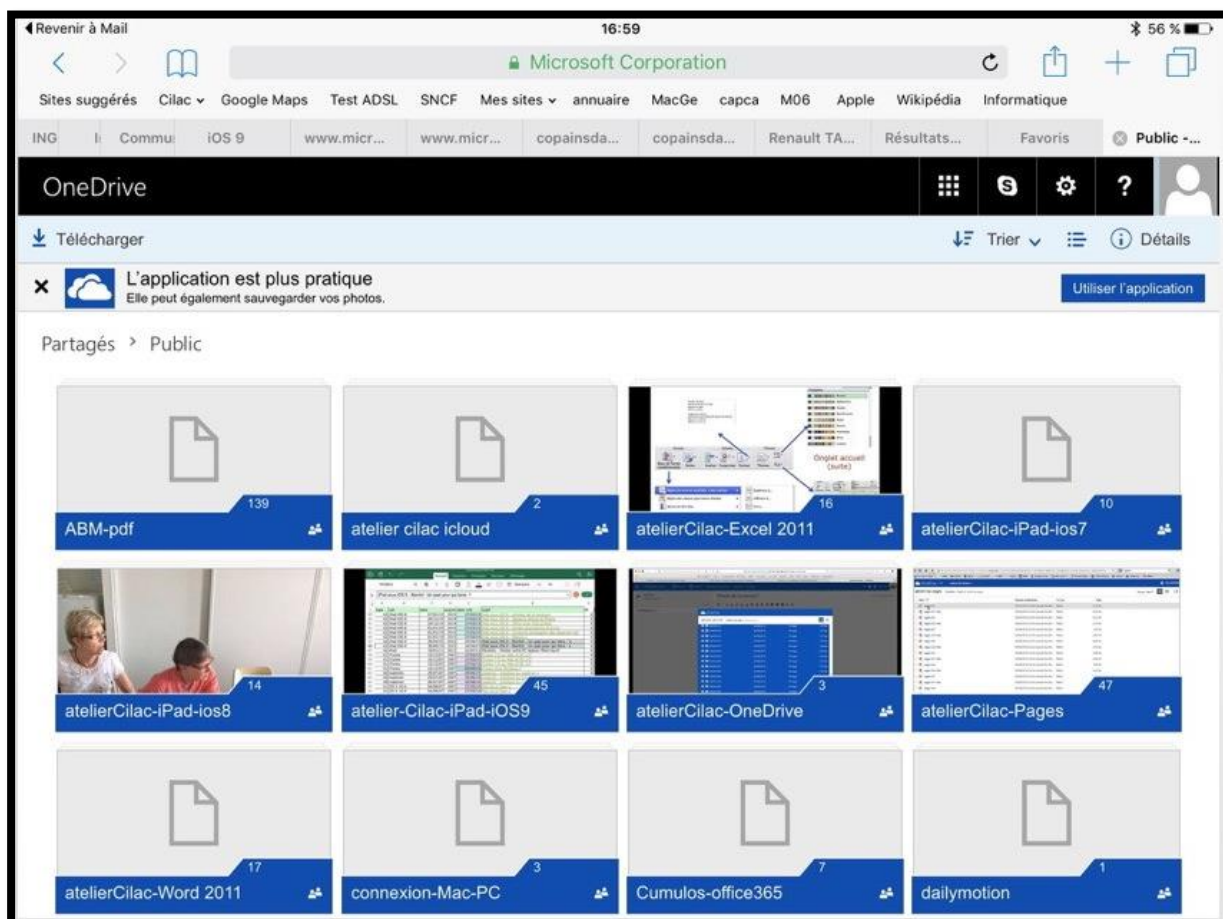 Revenir à Mail 16:59 56 %
Microsoft Corporation
Sites suggérés Cilac Google Maps Test ADSL SNCF Mes sites annuaire MacGe capca M06 Apple Wikipédia Informatique
ING Commu iOS 9 www.micr... www.micr... copainsda... copainsda... Renault TA... Résultats... Favoris Public -...
OneDrive ?
Télécharger Trier Détails
L'application est plus pratique
Elle peut également sauvegarder vos photos.
Utiliser l'application
Partagés > Public
Onglet accueil
(suite)
139 2 16 10
ABM-pdf atelier cilac icloud atelierCilac-Excel 2011 atelierCilac-iPad-ios7
14 45 3 47
atelierCilac-iPad-ios8 atelier-Cilac-iPad-iOS9 atelierCilac-OneDrive atelierCilac-Pages
17 3 7 1
atelierCilac-Word 2011 connexion-Mac-PC Cumulos-office365 dailymotion